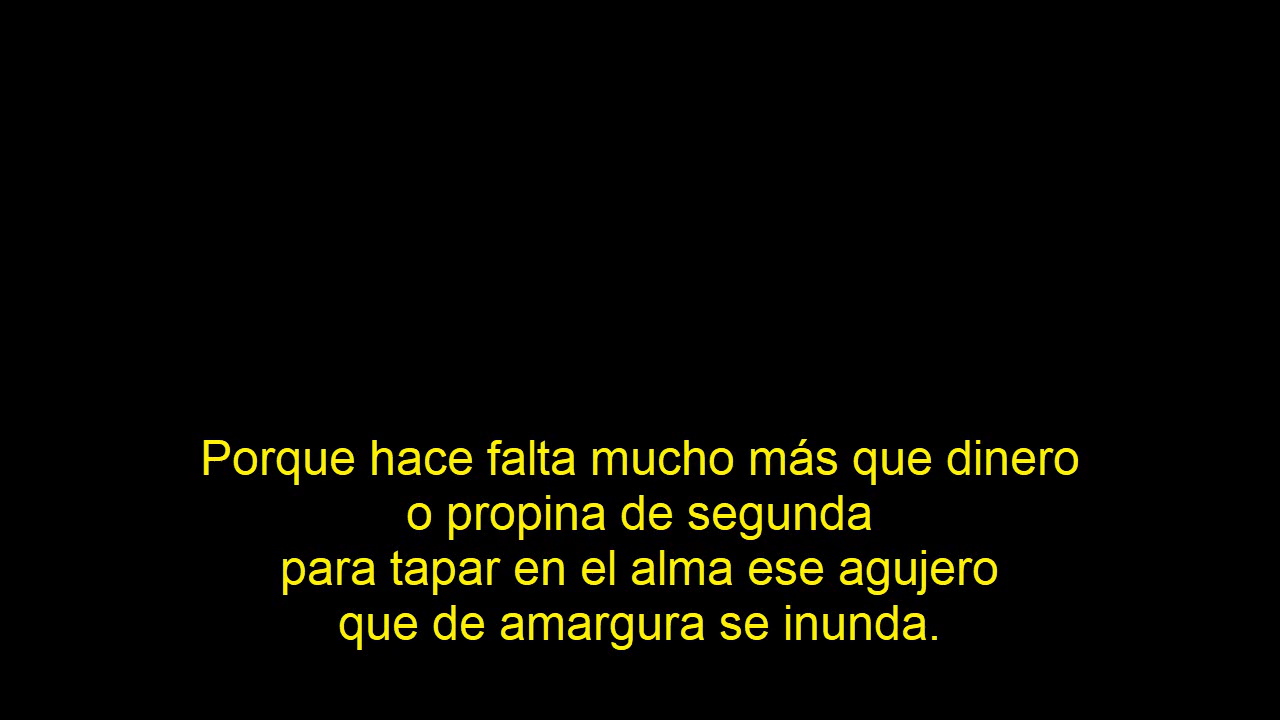 Porque hace falta mucho más que dinero
o propina de segunda
para tapar en el alma ese agujero
que de amargura se inunda.